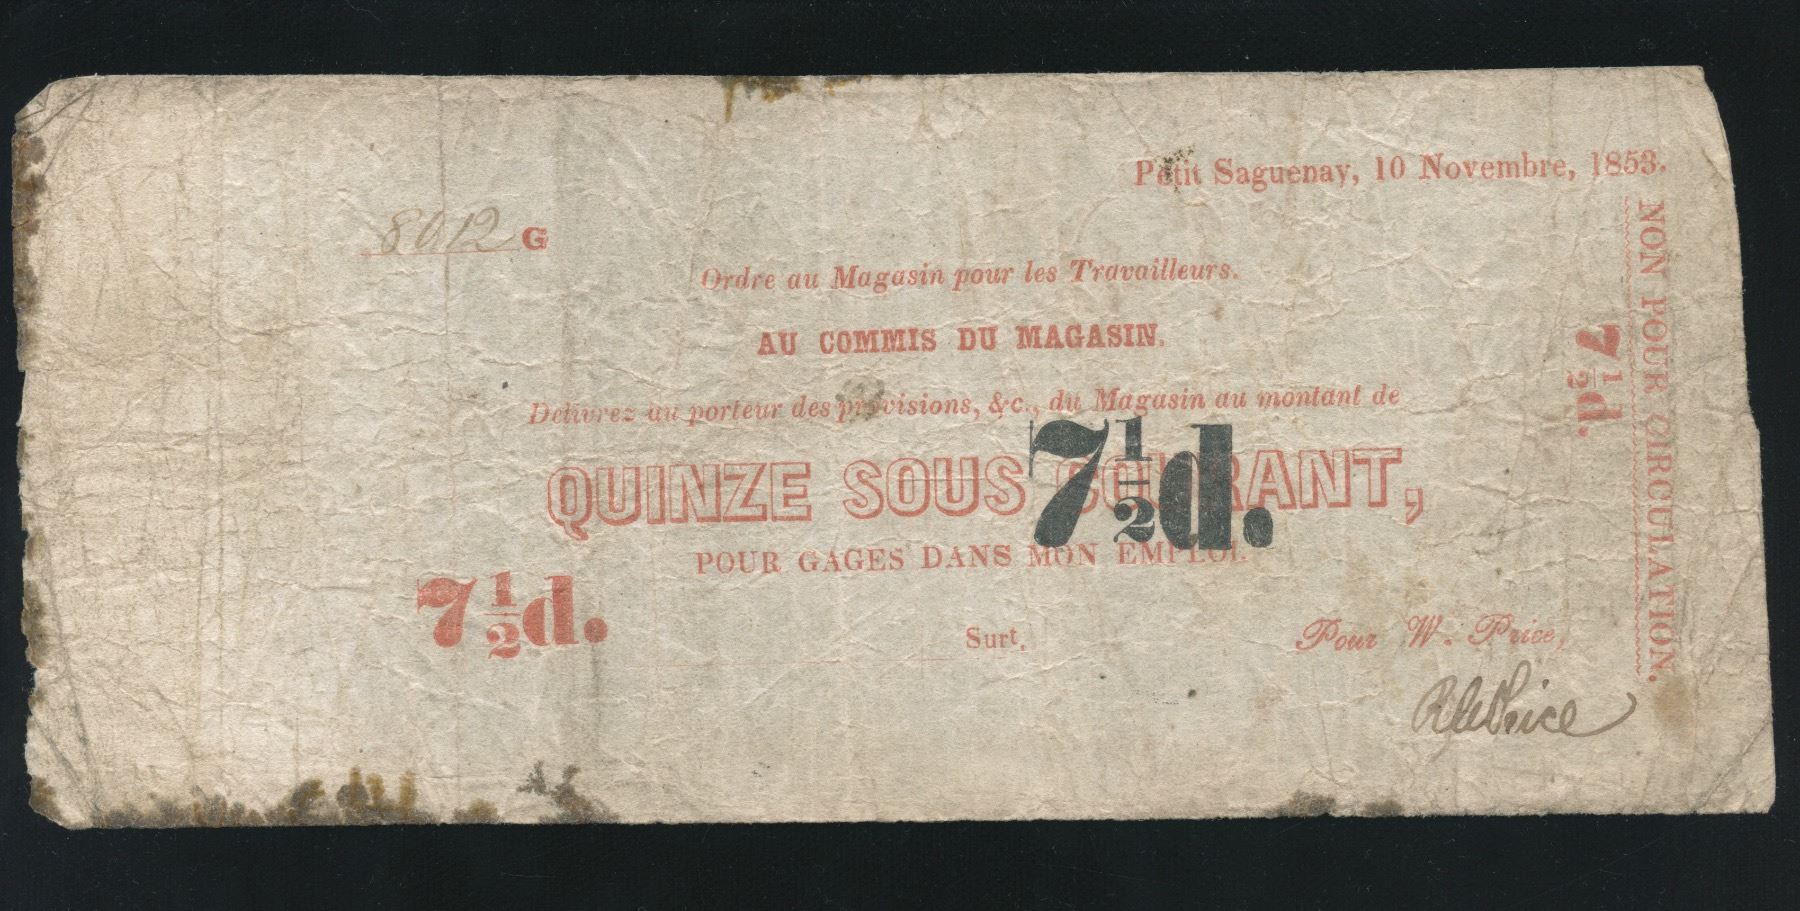 Petit Saguenay, 10 Novembre, 1853.
8912 G
Ordre au Magasin pour les Travailleurs.
AU COMMIS DU MAGASIN.
Delivrez au porteur des provisions, &c., du Magasin au montant de
QUINZE SOUS COURANT,
7½d.
POUR GAGES DANS MON EMPLOI.
7½d.
Surt.
Pour W. Price,
Price
7½d.
NON POUR CIRCULATION.